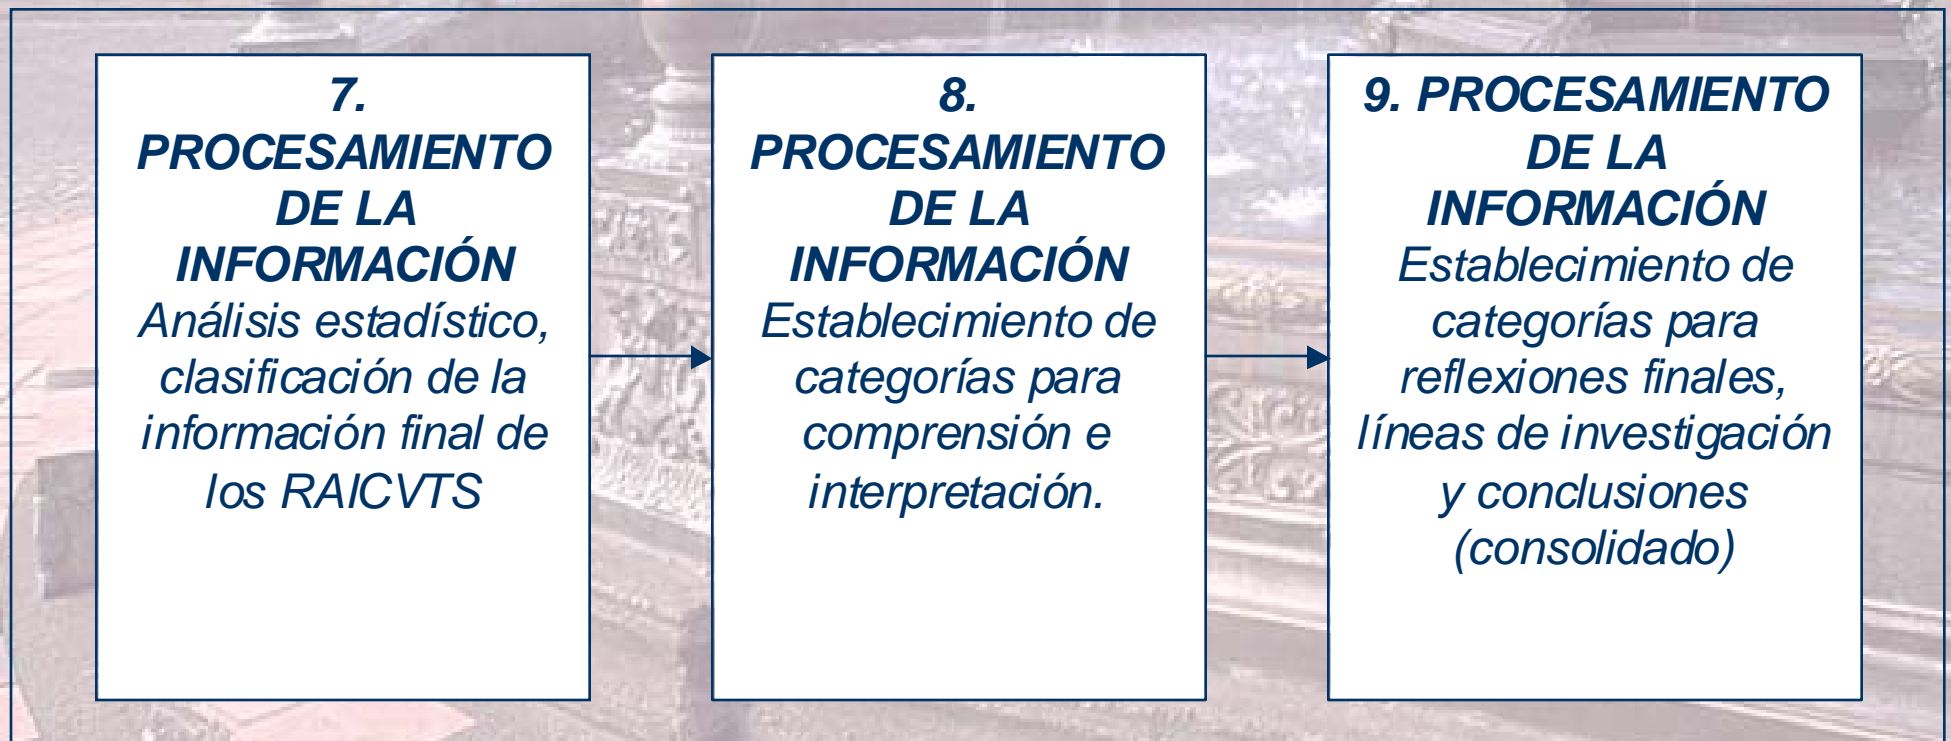 7.
PROCESAMIENTO
DE LA
INFORMACIÓN
Análisis estadístico,
clasificación de la
información final de
los RAICVTS
8.
PROCESAMIENTO
DE LA
INFORMACIÓN
Establecimiento de
categorías para
comprensión e
interpretación.
9. PROCESAMIENTO
DE LA
INFORMACIÓN
Establecimiento de
categorías para
reflexiones finales,
líneas de investigación
y conclusiones
(consolidado)